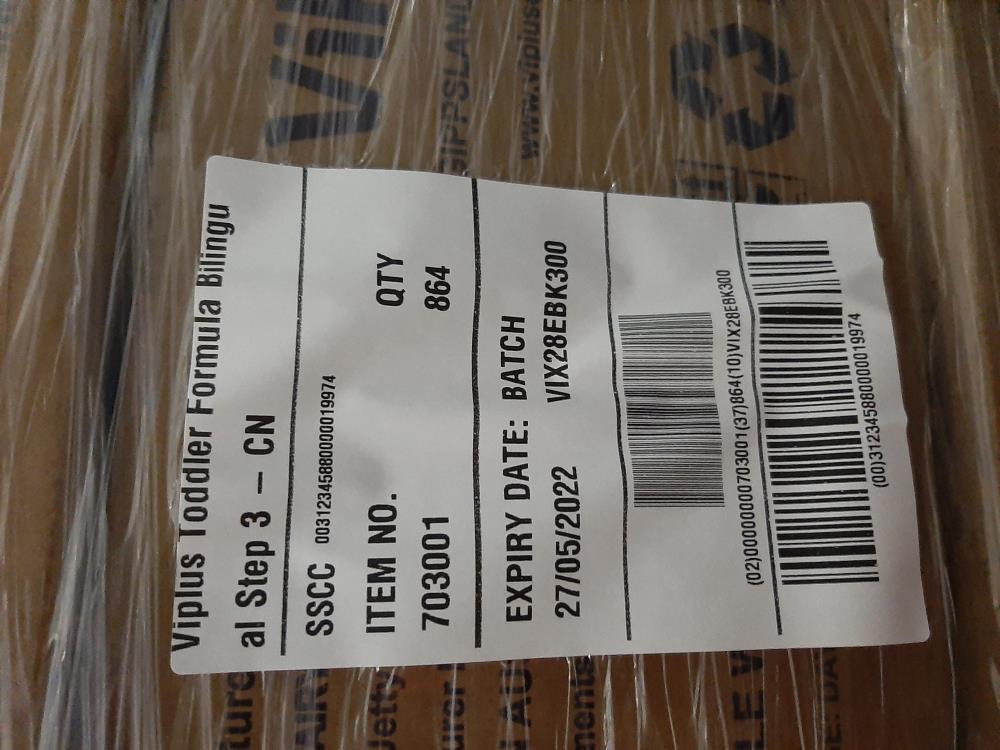 Viplus Toddler Formula Bilingu
al Step 3 – CN
SSCC 00312345880000019974
ITEM NO. QTY
703001 864
EXPIRY DATE: BATCH
27/05/2022 VIX28EBK300
(02)00000000703001(37)864(10)VIX28EBK300
(00)312345880000019974
GIPPSLAND
www.viplus
Jetty